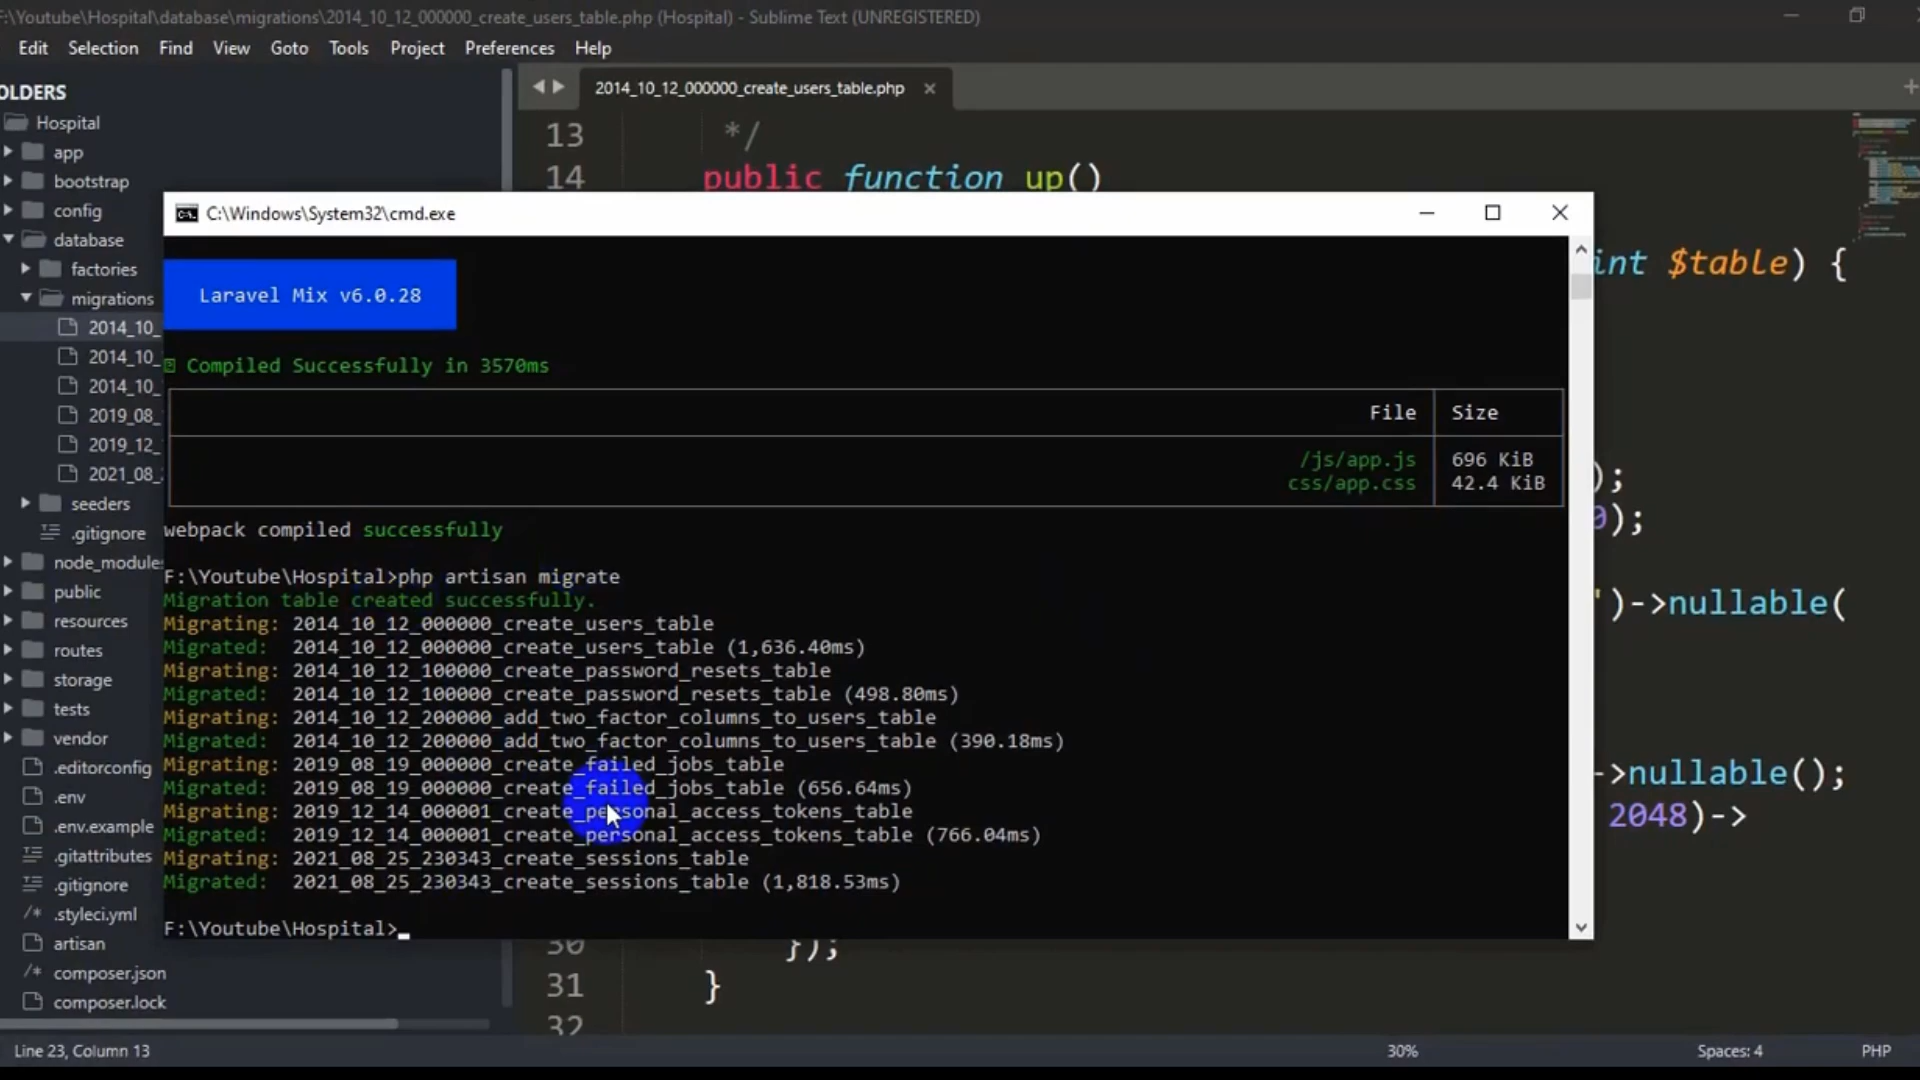 F:\Youtube\Hospital\database\migrations\2014_10_12_000000_create_users_table.php (Hospital) - Sublime Text (UNREGISTERED)
Edit Selection Find View Goto Tools Project Preferences Help
OLDERS
Hospital
app
bootstrap
config
database
factories
migrations
2014_10_
2014_10_
2014_10_
2019_08_
2019_12_
2021_08_
seeders
.gitignore
node_modules
public
resources
routes
storage
tests
vendor
.editorconfig
.env
.env.example
.gitattributes
.gitignore
.styleci.yml
artisan
composer.json
composer.lock
2014_10_12_000000_create_users_table.php
13 */
14 public function up()
int $table) {
);
0);
')->nullable(
->nullable();
2048)->
30 });
31 }
32
C:\Windows\System32\cmd.exe
Laravel Mix v6.0.28
Compiled Successfully in 3570ms
File Size
/js/app.js 696 KiB
css/app.css 42.4 KiB
webpack compiled successfully
F:\Youtube\Hospital>php artisan migrate
Migration table created successfully.
Migrating: 2014_10_12_000000_create_users_table
Migrated: 2014_10_12_000000_create_users_table (1,636.40ms)
Migrating: 2014_10_12_100000_create_password_resets_table
Migrated: 2014_10_12_100000_create_password_resets_table (498.80ms)
Migrating: 2014_10_12_200000_add_two_factor_columns_to_users_table
Migrated: 2014_10_12_200000_add_two_factor_columns_to_users_table (390.18ms)
Migrating: 2019_08_19_000000_create_failed_jobs_table
Migrated: 2019_08_19_000000_create_failed_jobs_table (656.64ms)
Migrating: 2019_12_14_000001_create_personal_access_tokens_table
Migrated: 2019_12_14_000001_create_personal_access_tokens_table (766.04ms)
Migrating: 2021_08_25_230343_create_sessions_table
Migrated: 2021_08_25_230343_create_sessions_table (1,818.53ms)
F:\Youtube\Hospital>
Line 23, Column 13 30% Spaces: 4 PHP